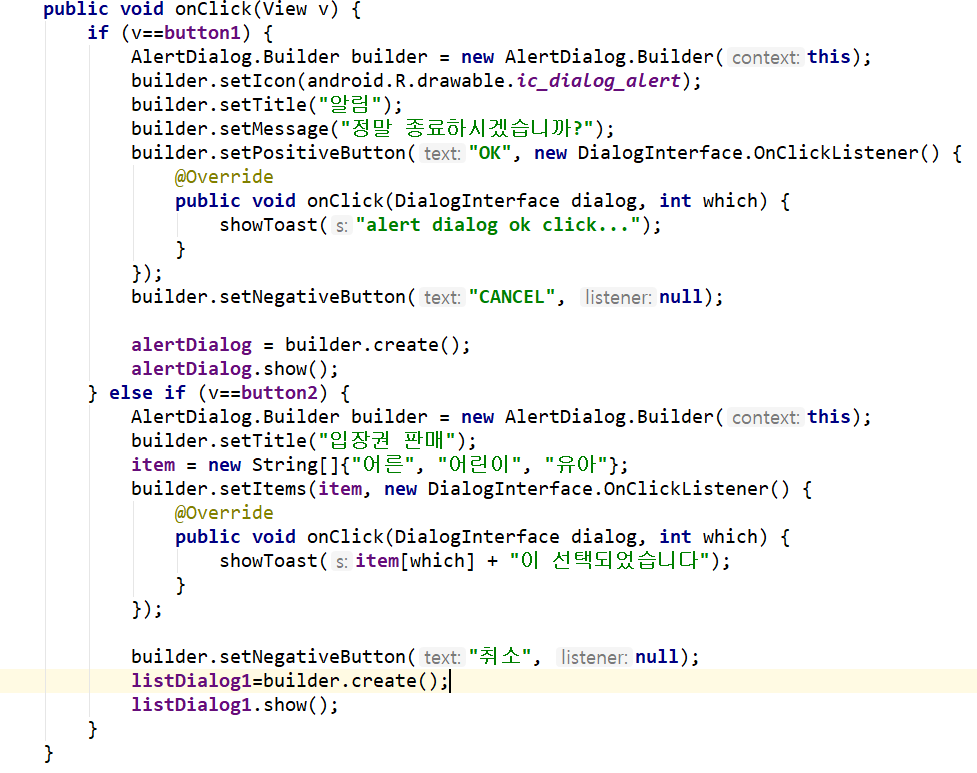 public void onClick(View v) {
    if (v==button1) {
        AlertDialog.Builder builder = new AlertDialog.Builder( context: this);
        builder.setIcon(android.R.drawable.ic_dialog_alert);
        builder.setTitle("알림");
        builder.setMessage("정말 종료하시겠습니까?");
        builder.setPositiveButton( text: "OK", new DialogInterface.OnClickListener() {
            @Override
            public void onClick(DialogInterface dialog, int which) {
                showToast( s: "alert dialog ok click...");
            }
        });
        builder.setNegativeButton( text: "CANCEL", listener: null);

        alertDialog = builder.create();
        alertDialog.show();
    } else if (v==button2) {
        AlertDialog.Builder builder = new AlertDialog.Builder( context: this);
        builder.setTitle("입장권 판매");
        item = new String[]{"어른", "어린이", "유아"};
        builder.setItems(item, new DialogInterface.OnClickListener() {
            @Override
            public void onClick(DialogInterface dialog, int which) {
                showToast( s: item[which] + "이 선택되었습니다");
            }
        });

        builder.setNegativeButton( text: "취소", listener: null);
        listDialog1=builder.create();
        listDialog1.show();
    }
}